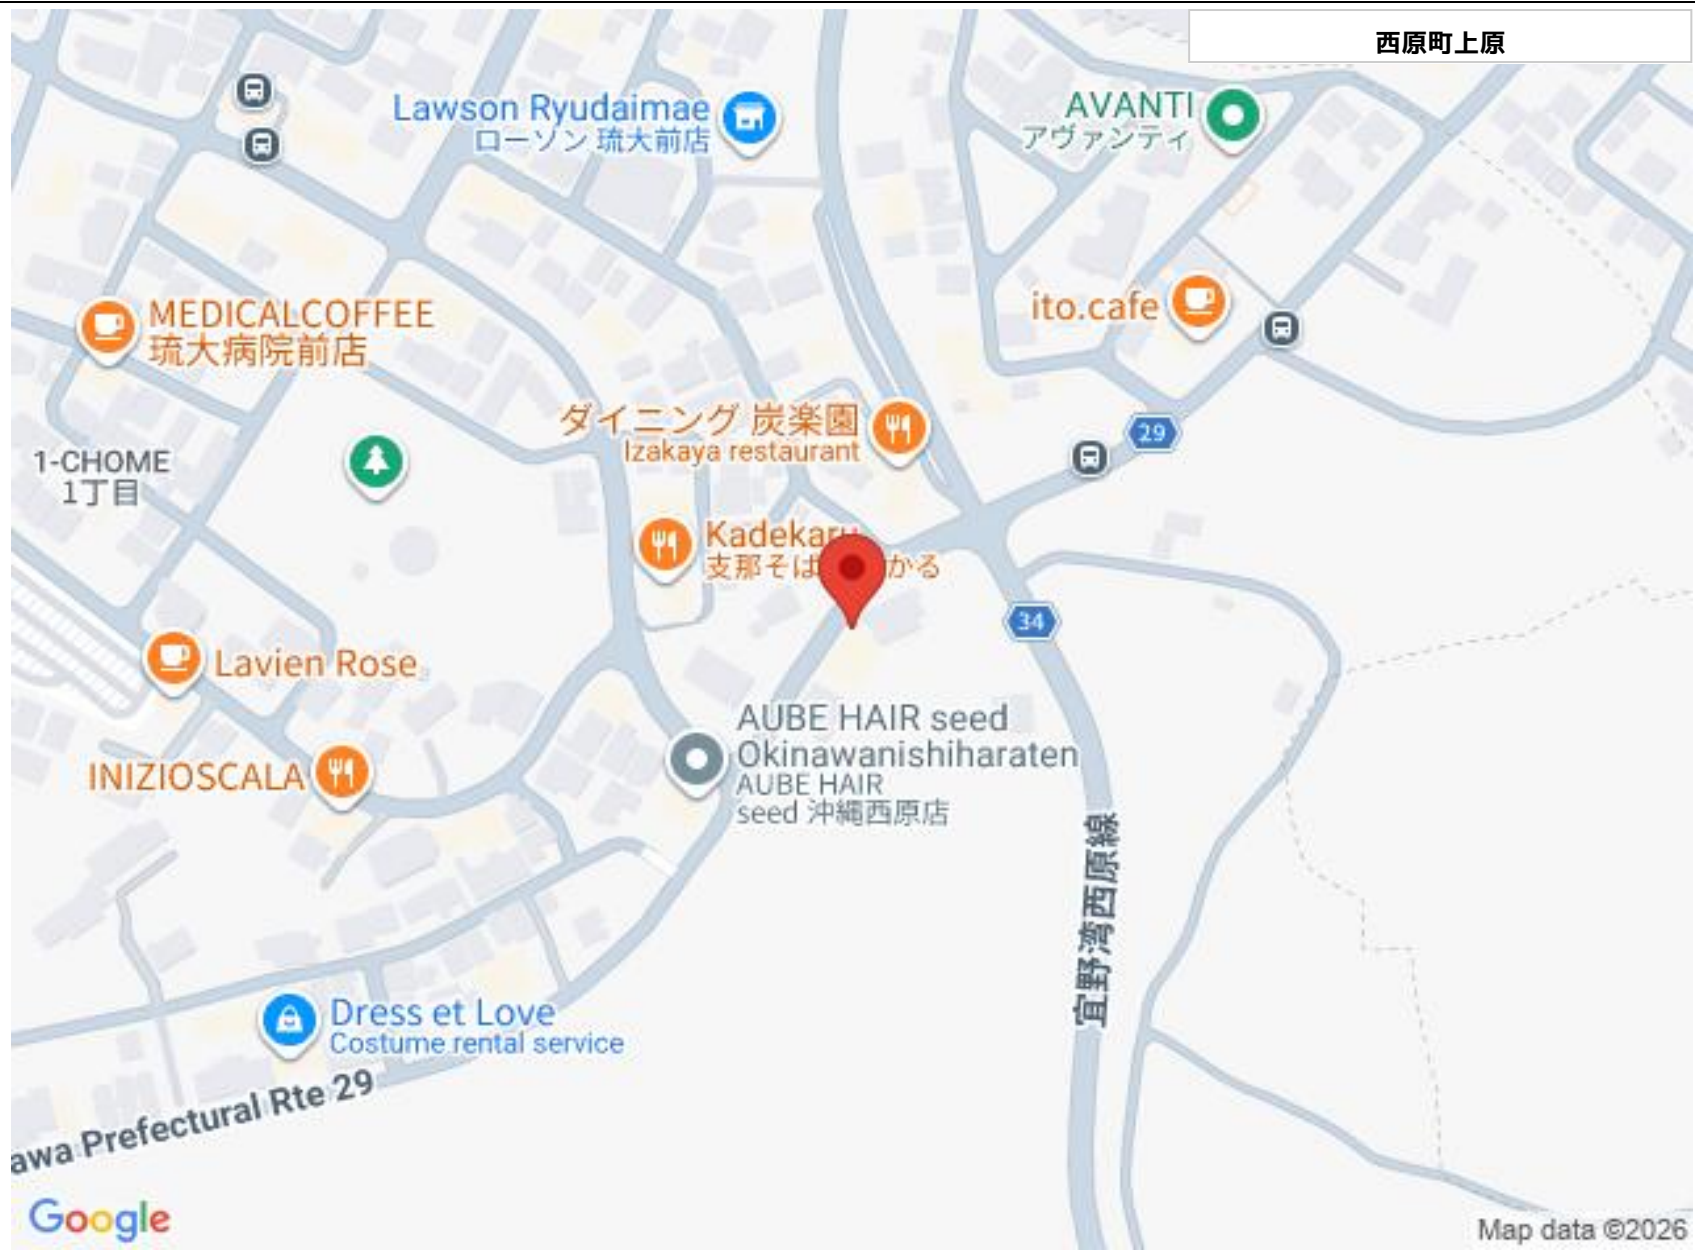 西原町上原
Lawson Ryudaimae
ローソン 琉大前店
AVANTI
アヴァンティ
MEDICALCOFFEE
琉大病院前店
ito.cafe
ダイニング 炭楽園
Izakaya restaurant
29
1-CHOME
1丁目
Kadekaru
支那そば かる
34
Lavien Rose
AUBE HAIR seed
Okinawanishiharaten
AUBE HAIR
seed 沖縄西原店
INIZIOSCALA
宜野湾西原線
Dress et Love
Costume rental service
awa Prefectural Rte 29
Google
Map data ©2026